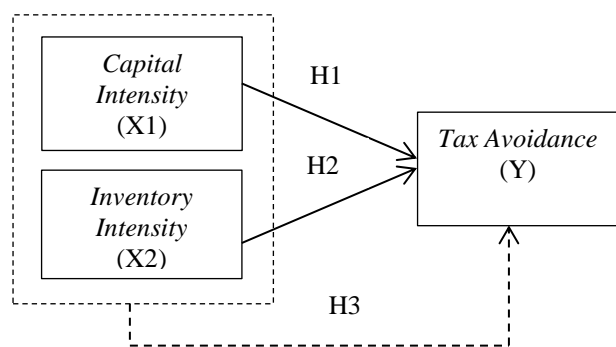 Capital
Intensity
(X1)
H1
Tax Avoidance
(Y)
H2
Inventory
Intensity
(X2)
H3